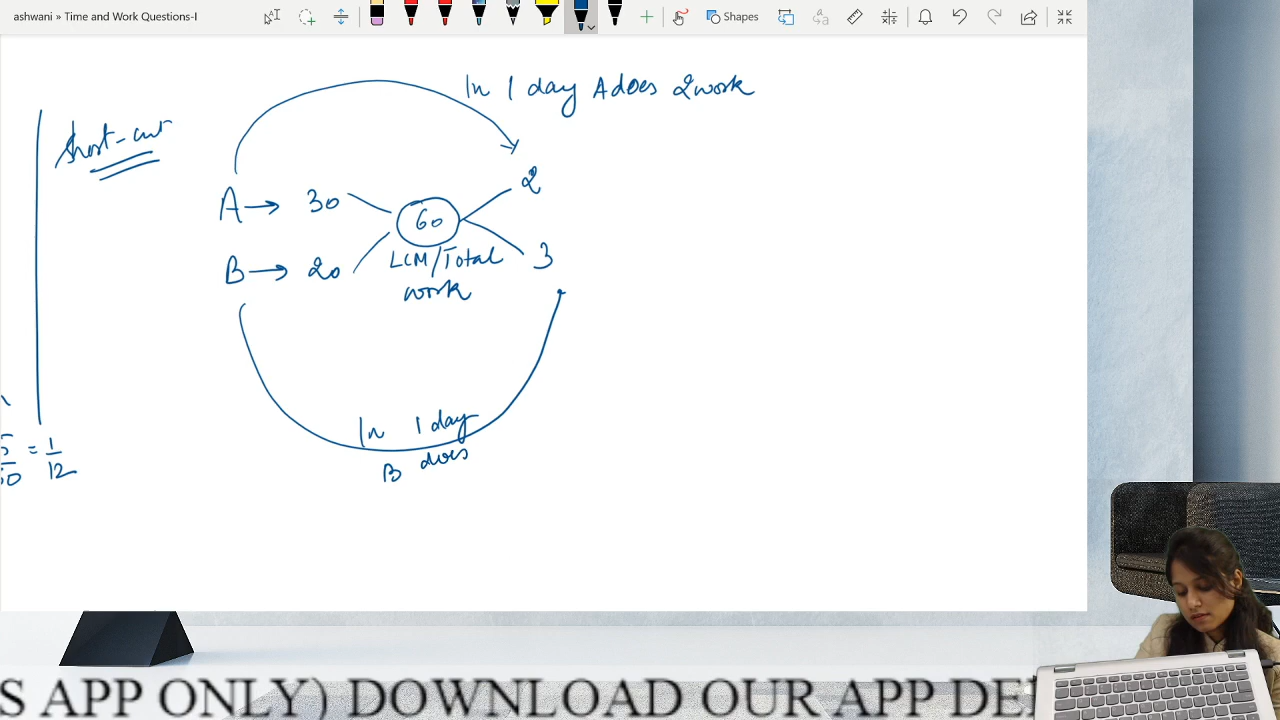 ashwani » Time and Work Questions-I
Shapes
In 1 day A does 2 work
Short-cut
A → 30
60
2
B → 20
LCM/Total
work
3
In 1 day
B does
= 1/12
S APP ONLY) DOWNLOAD OUR APP DE